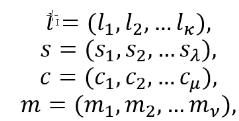 l = (l₁, l₂, … l_κ),
s = (s₁, s₂, … s_λ),
c = (c₁, c₂, … c_μ),
m = (m₁, m₂, … m_ν),